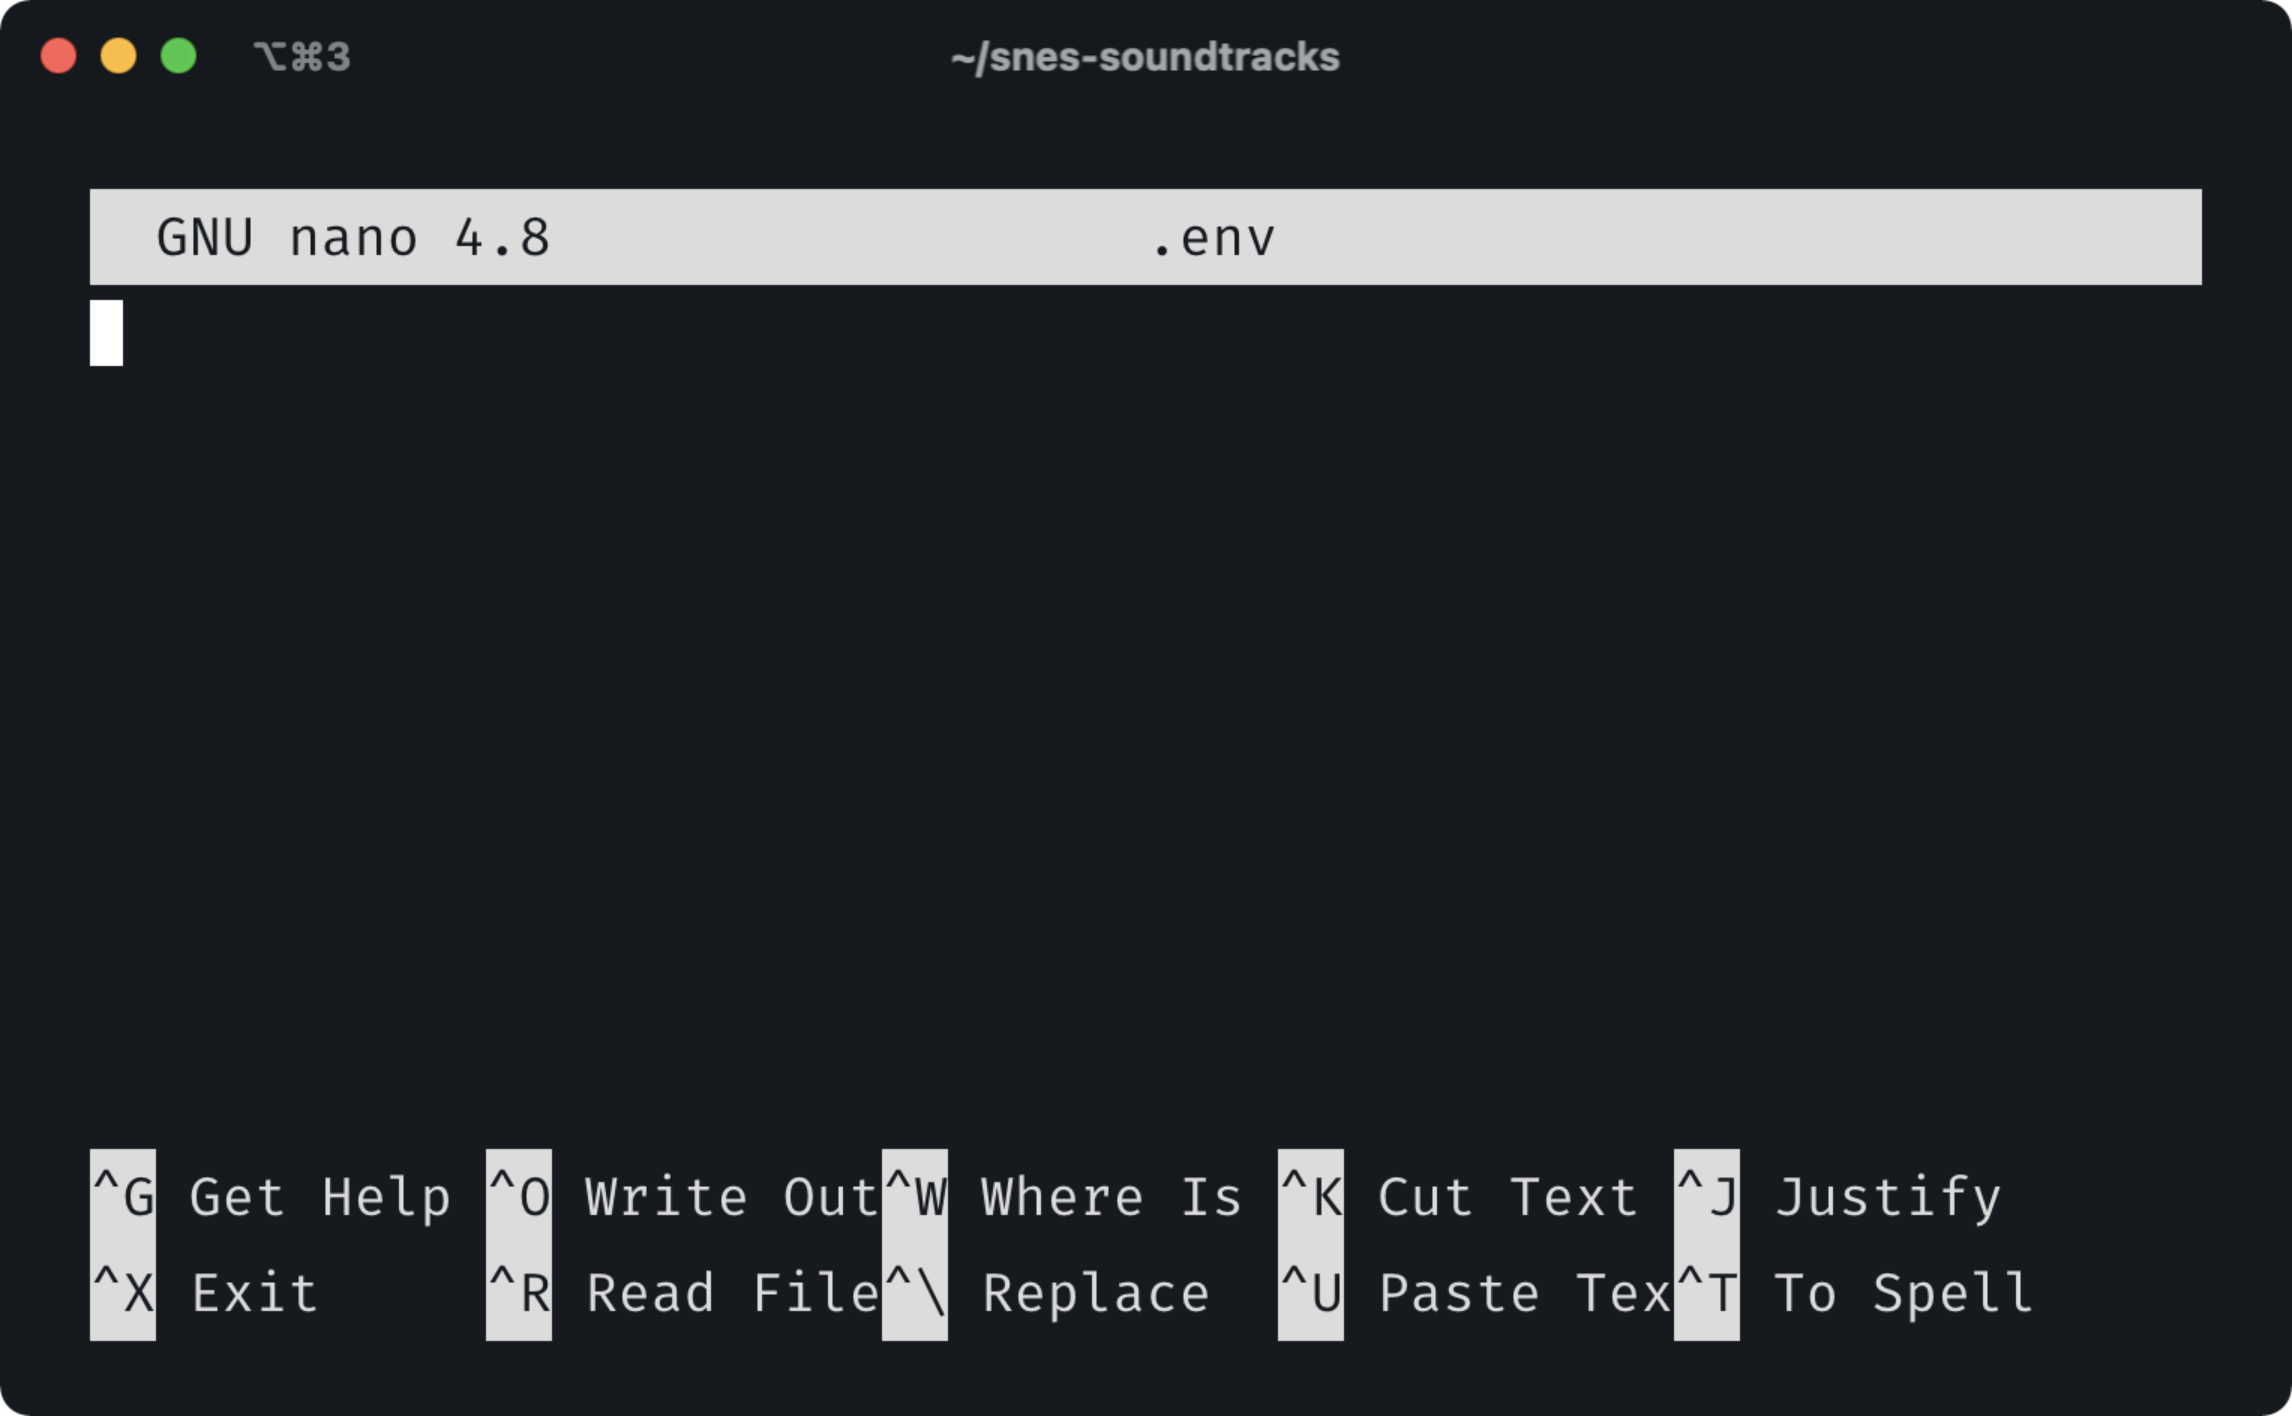 ⌥⌘3 ~/snes-soundtracks
GNU nano 4.8 .env
^G Get Help ^O Write Out^W Where Is ^K Cut Text ^J Justify
^X Exit ^R Read File^\ Replace ^U Paste Tex^T To Spell